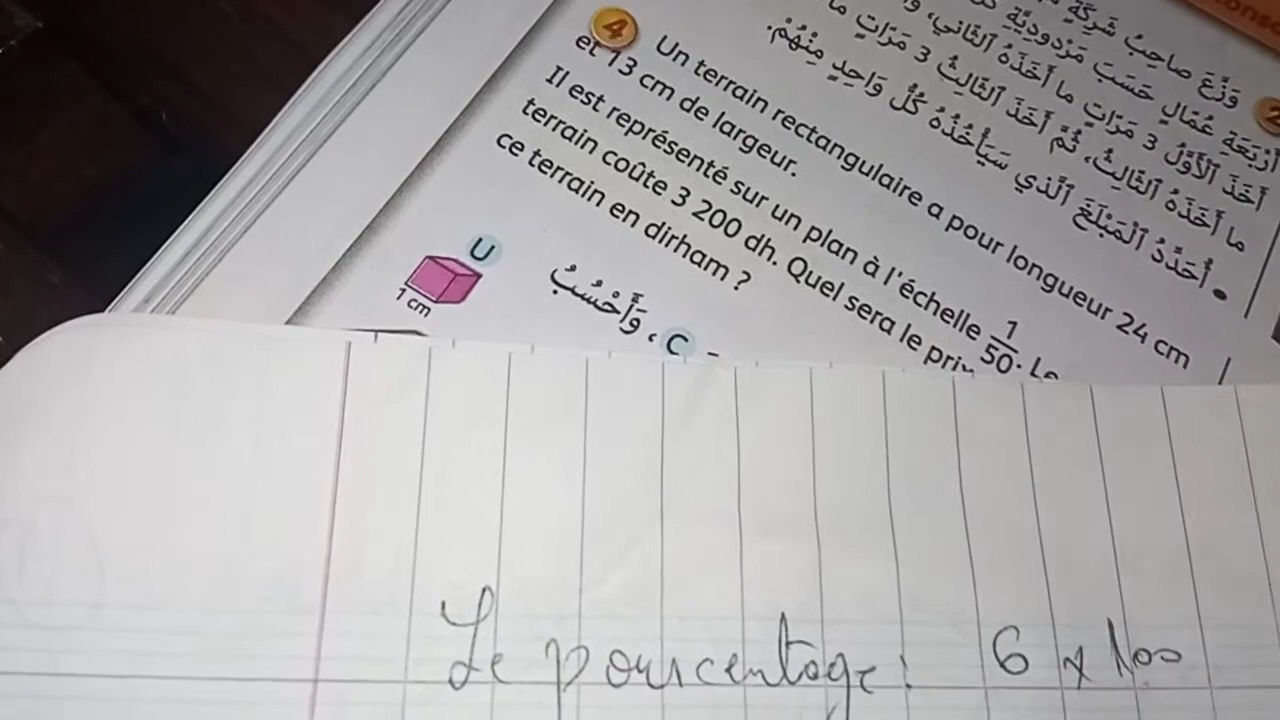 4 Un terrain rectangulaire a pour longueur 24 cm
et 13 cm de largeur.
Il est représenté sur un plan à l'échelle 1/50. Le
terrain coûte 3 200 dh. Quel sera le prix
ce terrain en dirham ?
وَزَّعَ صاحِبُ شَرِكَةٍ
أَرْبَعَةِ عُمّالٍ حَسَبَ مَرْدودِيَّةِ
أَخَذَ ٱلْأَوَّلُ 3 مَرّاتٍ ما أَخَذَهُ ٱلثّاني،
ما أَخَذَهُ ٱلثّالِثُ، ثُمَّ أَخَذَ ٱلثّالِثُ 3 مَرّاتٍ ما
• أُحَدِّدُ ٱلْمَبْلَغَ ٱلَّذي سَيَأْخُذُهُ كُلُّ وَاحِدٍ مِنْهُمْ.
U
1 cm
وَأَحْسُبُ ، C
Le pourcentage : 6 x 100